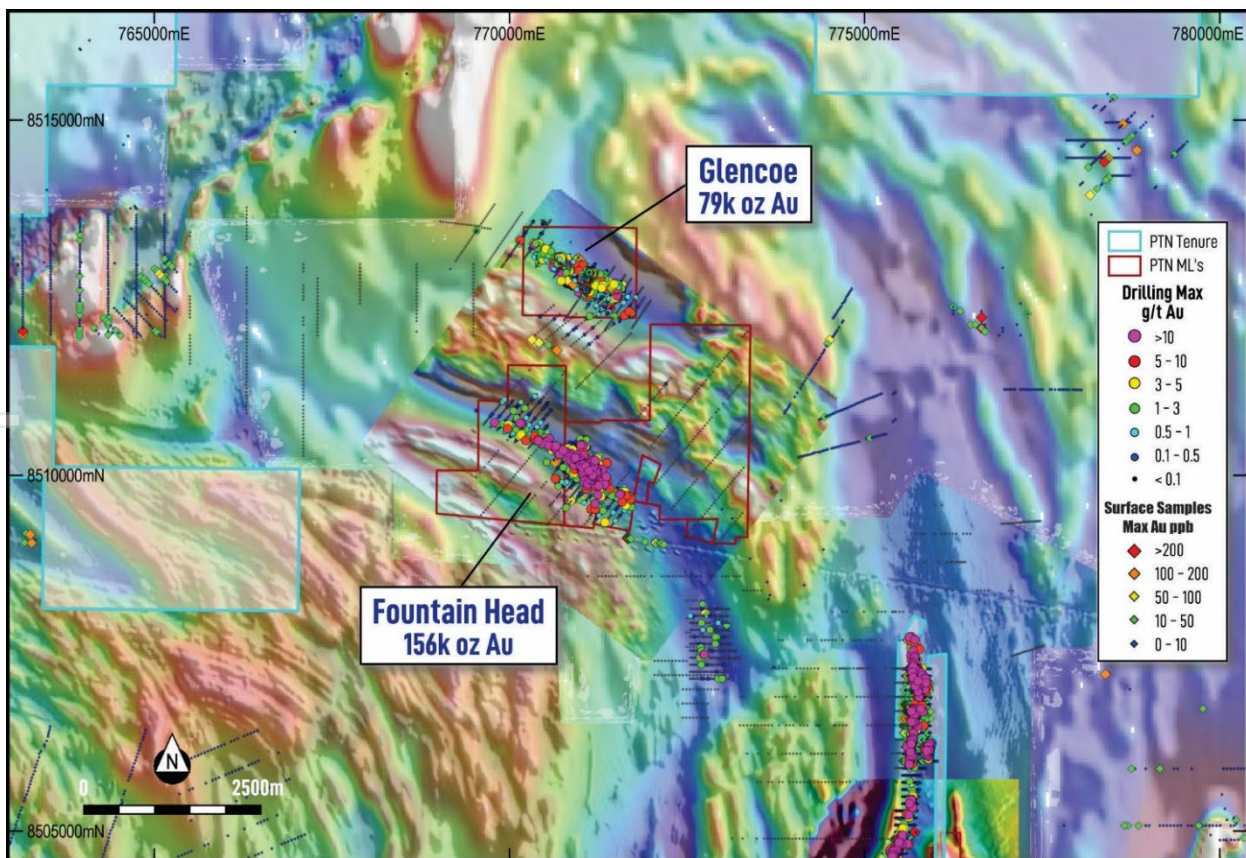 765000mE
770000mE
775000mE
780000mE
8515000mN
Glencoe
79k oz Au
PTN Tenure
PTN ML's
Drilling Max
g/t Au
>10
5 - 10
3 - 5
1 - 3
0.5 - 1
0.1 - 0.5
< 0.1
Surface Samples
Max Au ppb
>200
100 - 200
50 - 100
10 - 50
0 - 10
8510000mN
Fountain Head
156k oz Au
N
0
2500m
8505000mN